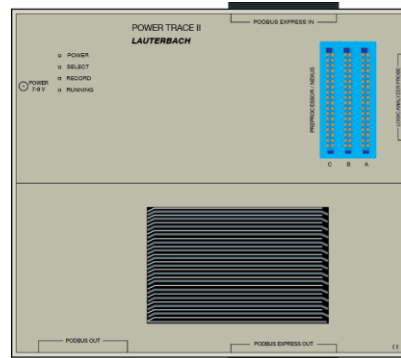 POWER TRACE II
LAUTERBACH
PODBUS EXPRESS IN
POWER
SELECT
RECORD
RUNNING
POWER
7-9 V
PREPROCESSOR / NEXUS
LOGIC ANALYZER PROBE
C B A
PODBUS OUT
PODBUS EXPRESS OUT
CE